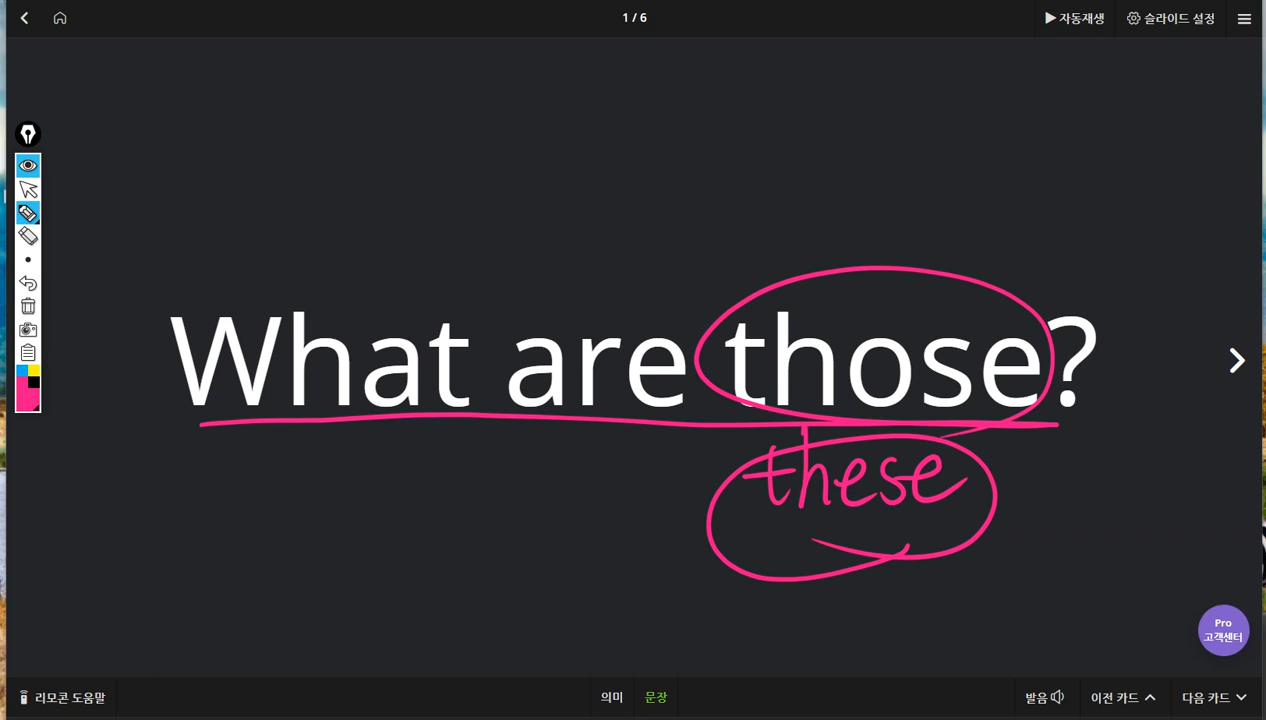 1 / 6
자동재생
슬라이드 설정
What are those?
these
Pro
고객센터
리모콘 도움말
의미
문장
발음
이전 카드
다음 카드